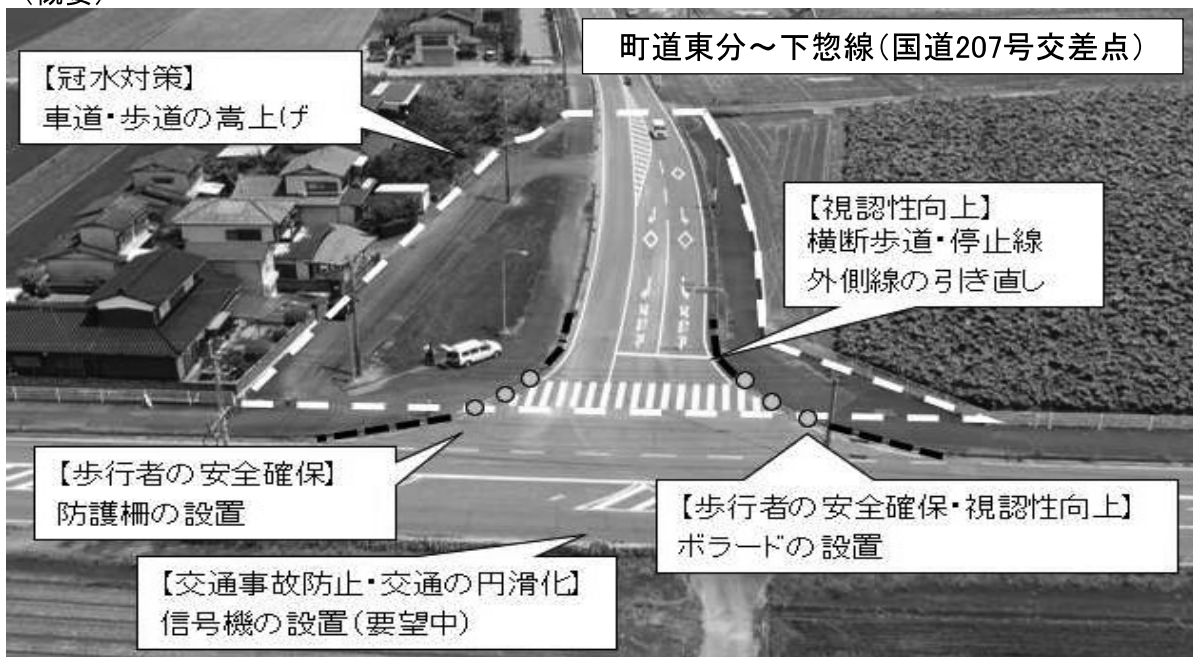 (概要)
町道東分～下惣線(国道207号交差点)
【冠水対策】
車道・歩道の嵩上げ
【視認性向上】
横断歩道・停止線
外側線の引き直し
【歩行者の安全確保】
防護柵の設置
【歩行者の安全確保・視認性向上】
ボラードの設置
【交通事故防止・交通の円滑化】
信号機の設置(要望中)